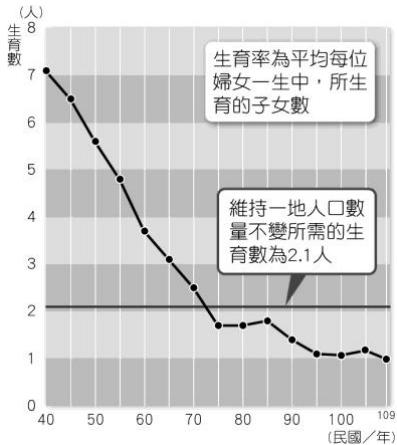 (人)
生育數
8
7
6
5
4
3
2
1
0
生育率為平均每位
婦女一生中，所生
育的子女數
維持一地人口數
量不變所需的生
育數為2.1人
40 50 60 70 80 90 100 109
(民國／年)